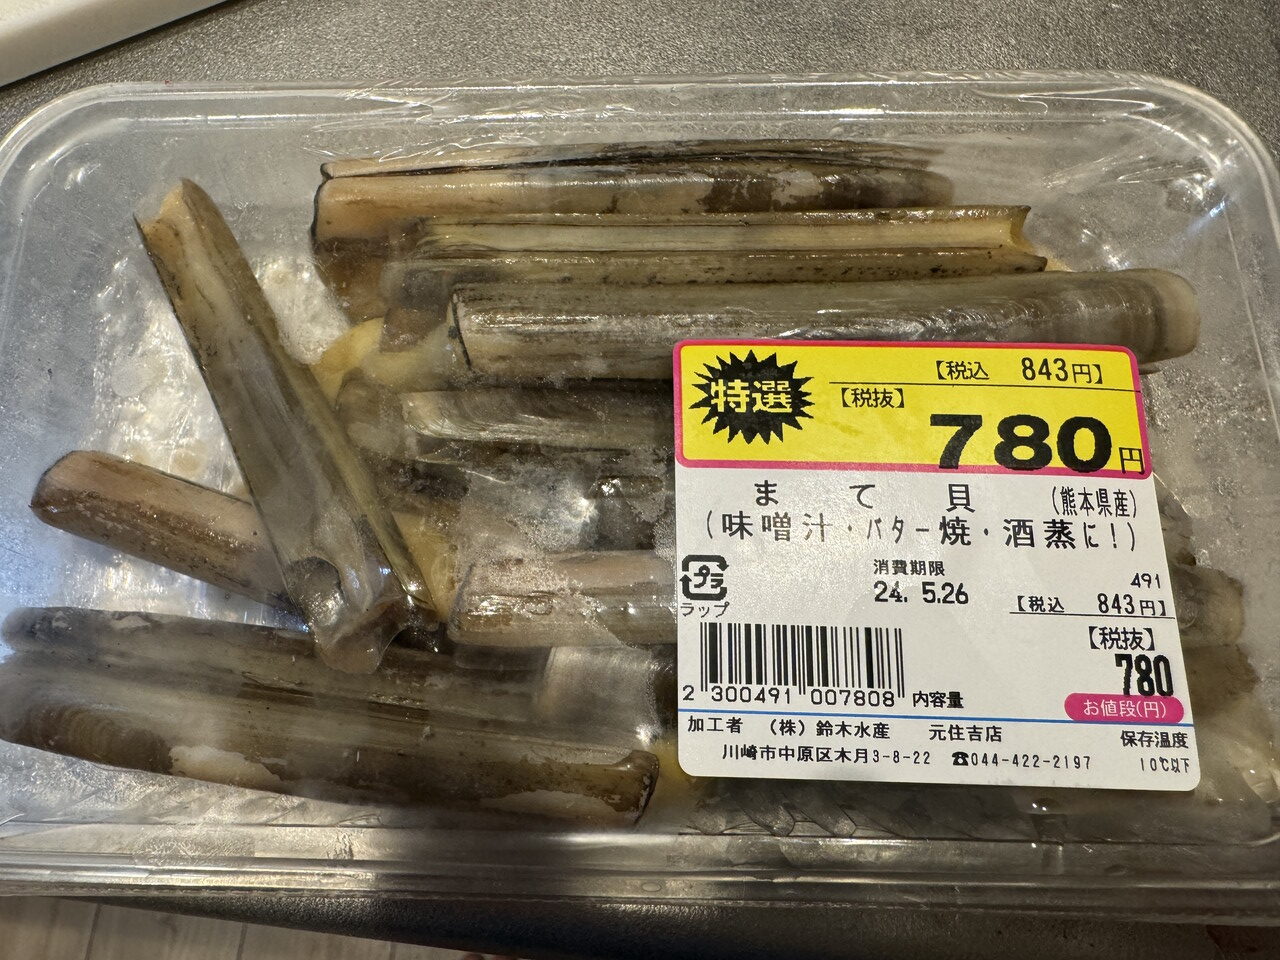 特選
【税込 843円】
【税抜】
780円
まて貝 (熊本県産)
(味噌汁・バター焼・酒蒸に!)
プラ
ラップ
消費期限
24. 5.26
491
【税込 843円】
【税抜】
780
お値段(円)
2 300491 007808
内容量
加工者 (株)鈴木水産 元住吉店
川崎市中原区木月3-8-22 ☎044-422-2197
保存温度
10℃以下